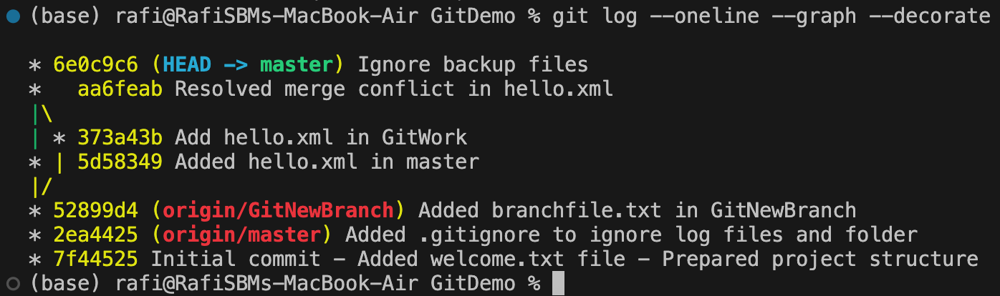 (base) rafi@RafiSBMs-MacBook-Air GitDemo % git log --oneline --graph --decorate
* 6e0c9c6 (HEAD -> master) Ignore backup files
*   aa6feab Resolved merge conflict in hello.xml
|\
| * 373a43b Add hello.xml in GitWork
* | 5d58349 Added hello.xml in master
|/
* 52899d4 (origin/GitNewBranch) Added branchfile.txt in GitNewBranch
* 2ea4425 (origin/master) Added .gitignore to ignore log files and folder
* 7f44525 Initial commit - Added welcome.txt file - Prepared project structure
(base) rafi@RafiSBMs-MacBook-Air GitDemo %